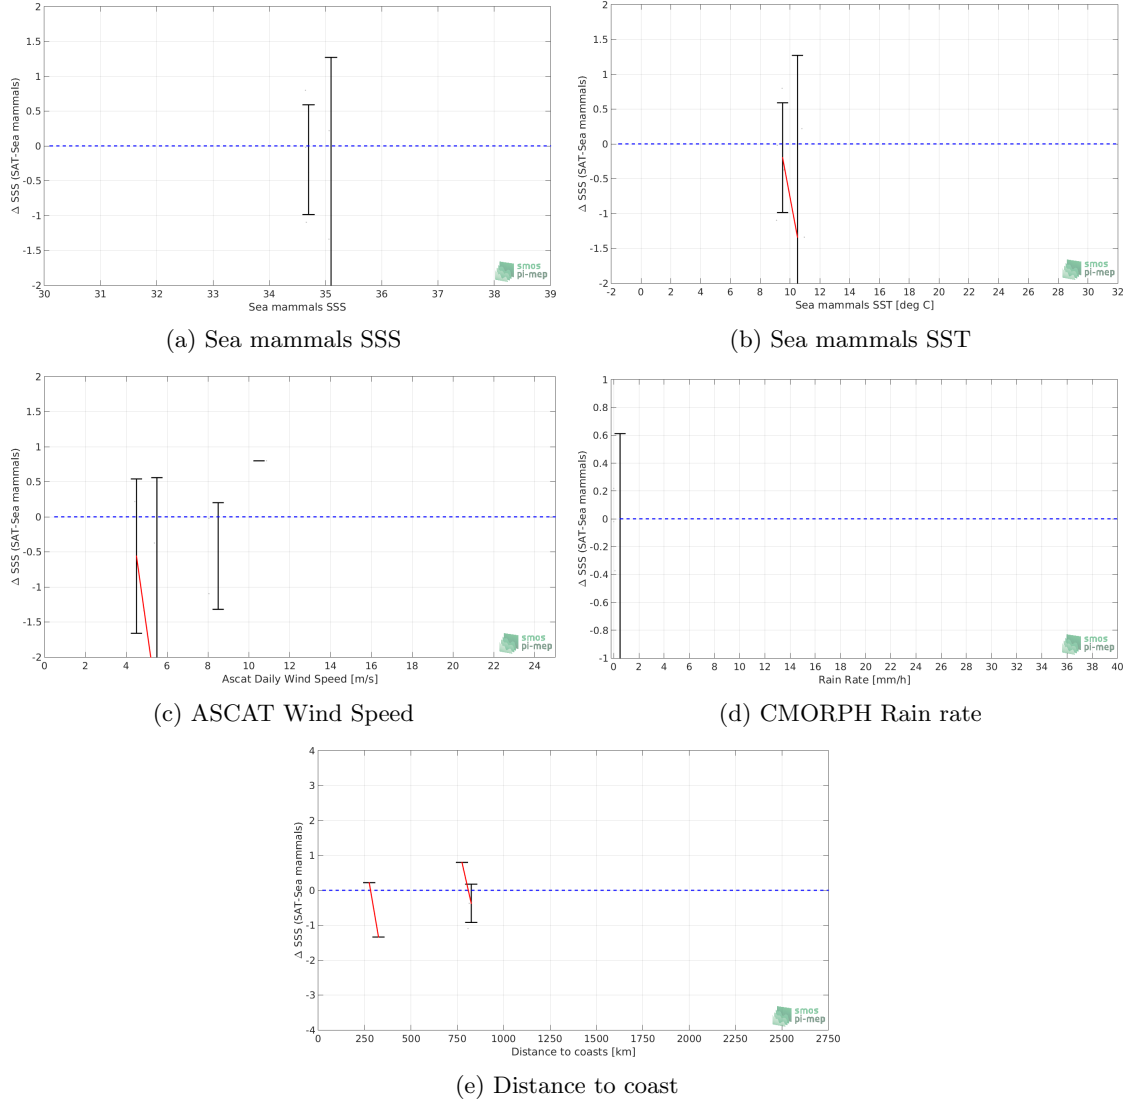 2
1.5
1
0.5
0
-0.5
-1
-1.5
-2
Δ SSS (SAT-Sea mammals)
30 31 32 33 34 35 36 37 38 39
Sea mammals SSS
smos
pi-mep
(a) Sea mammals SSS
2
1.5
1
0.5
0
-0.5
-1
-1.5
-2
Δ SSS (SAT-Sea mammals)
-2 0 2 4 6 8 10 12 14 16 18 20 22 24 26 28 30 32
Sea mammals SST [deg C]
smos
pi-mep
(b) Sea mammals SST
2
1.5
1
0.5
0
-0.5
-1
-1.5
-2
Δ SSS (SAT-Sea mammals)
0 2 4 6 8 10 12 14 16 18 20 22 24
Ascat Daily Wind Speed [m/s]
smos
pi-mep
(c) ASCAT Wind Speed
1
0.8
0.6
0.4
0.2
0
-0.2
-0.4
-0.6
-0.8
-1
Δ SSS (SAT-Sea mammals)
0 2 4 6 8 10 12 14 16 18 20 22 24 26 28 30 32 34 36 38 40
Rain Rate [mm/h]
smos
pi-mep
(d) CMORPH Rain rate
4
3
2
1
0
-1
-2
-3
-4
Δ SSS (SAT-Sea mammals)
0 250 500 750 1000 1250 1500 1750 2000 2250 2500 2750
Distance to coasts [km]
smos
pi-mep
(e) Distance to coast